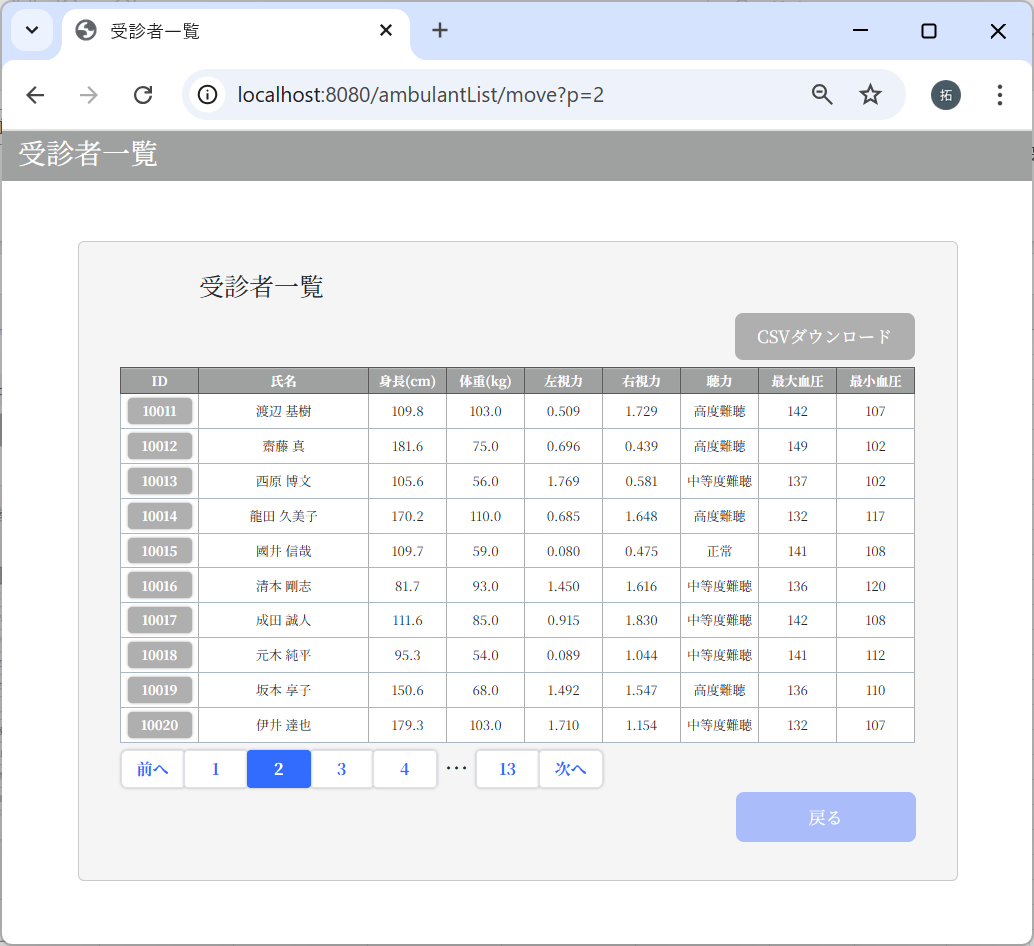 受診者一覧
localhost:8080/ambulantList/move?p=2
拓
受診者一覧
受診者一覧
CSVダウンロード
ID 氏名 身長(cm) 体重(kg) 左視力 右視力 聴力 最大血圧 最小血圧
10011 渡辺 基樹 109.8 103.0 0.509 1.729 高度難聴 142 107
10012 齋藤 真 181.6 75.0 0.696 0.439 高度難聴 149 102
10013 西原 博文 105.6 56.0 1.769 0.581 中等度難聴 137 102
10014 龍田 久美子 170.2 110.0 0.685 1.648 高度難聴 132 117
10015 國井 信哉 109.7 59.0 0.080 0.475 正常 141 108
10016 清本 剛志 81.7 93.0 1.450 1.616 中等度難聴 136 120
10017 成田 誠人 111.6 85.0 0.915 1.830 中等度難聴 142 108
10018 元木 純平 95.3 54.0 0.089 1.044 中等度難聴 141 112
10019 坂本 享子 150.6 68.0 1.492 1.547 高度難聴 136 110
10020 伊井 達也 179.3 103.0 1.710 1.154 中等度難聴 132 107
前へ 1 2 3 4 … 13 次へ
戻る